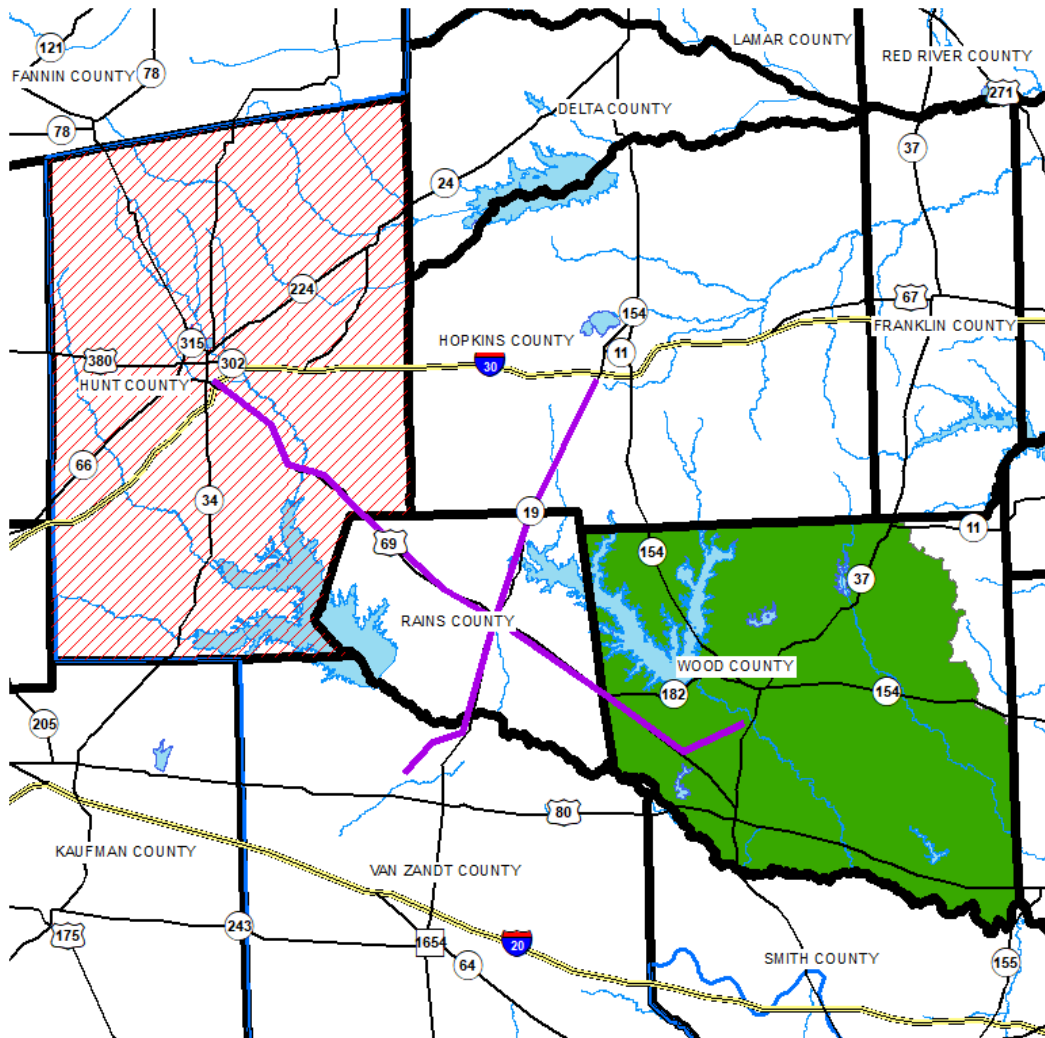 LAMAR COUNTY
121
RED RIVER COUNTY
FANNIN COUNTY
78
271
DELTA COUNTY
78
37
24
224
67
154
FRANKLIN COUNTY
315
HOPKINS COUNTY
11
380
302
30
HUNT COUNTY
66
34
19
11
69
154
37
RAINS COUNTY
WOOD COUNTY
182
154
205
80
KAUFMAN COUNTY
VAN ZANDT COUNTY
243
175
1654
20
64
SMITH COUNTY
155